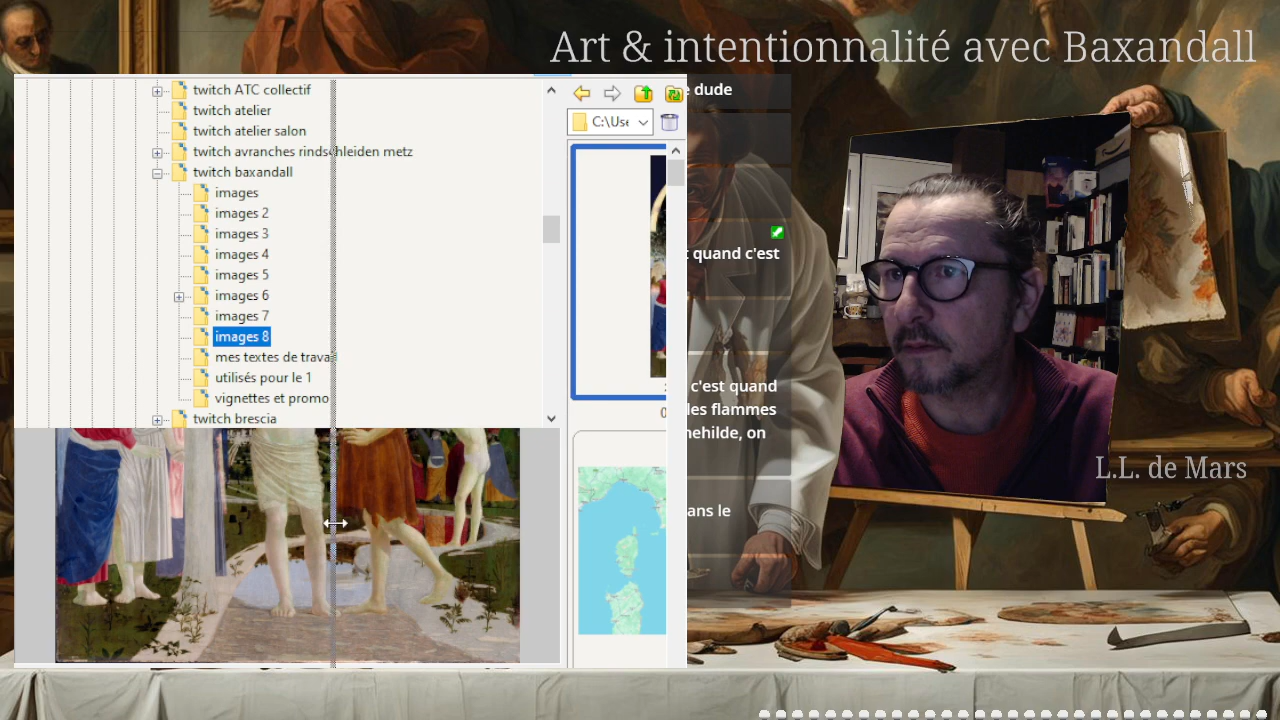 Art & intentionnalité avec Baxandall
twitch ATC collectif
twitch atelier
twitch atelier salon
twitch avranches rindschleiden metz
twitch baxandall
images
images 2
images 3
images 4
images 5
images 6
images 7
images 8
mes textes de travai
utilisés pour le 1
vignettes et promo
twitch brescia
C:\Use
e dude
quand c'est
c'est quand
les flammes
nehilde, on
ans le
L.L. de Mars